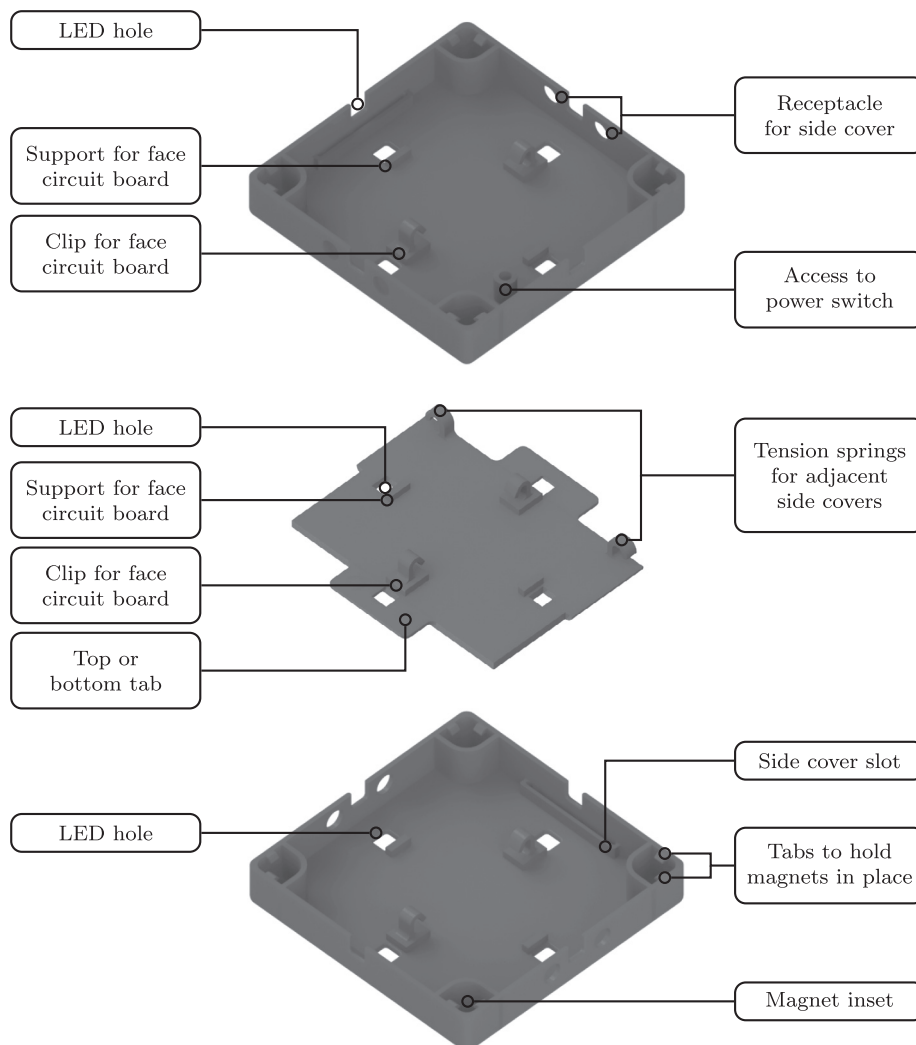 LED hole
Support for face
circuit board
Clip for face
circuit board
Receptacle
for side cover
Access to
power switch
LED hole
Support for face
circuit board
Clip for face
circuit board
Top or
bottom tab
Tension springs
for adjacent
side covers
LED hole
Side cover slot
Tabs to hold
magnets in place
Magnet inset